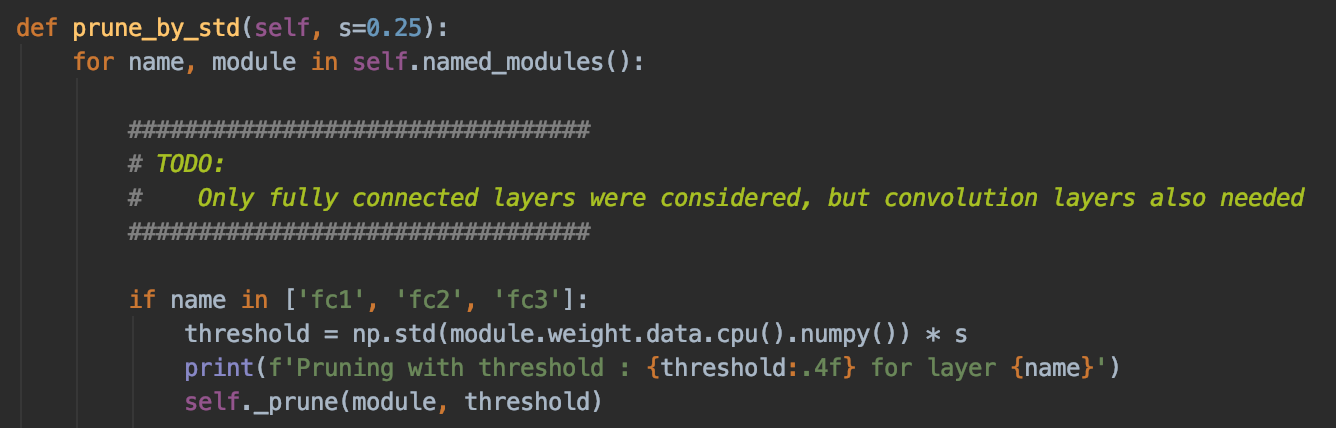 def prune_by_std(self, s=0.25):
    for name, module in self.named_modules():

        #################################
        # TODO:
        #    Only fully connected layers were considered, but convolution layers also needed
        #################################

        if name in ['fc1', 'fc2', 'fc3']:
            threshold = np.std(module.weight.data.cpu().numpy()) * s
            print(f'Pruning with threshold : {threshold:.4f} for layer {name}')
            self._prune(module, threshold)